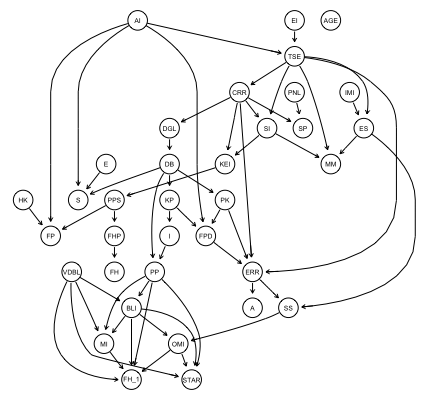 AI
EI
AGE
TSE
CRR
PNL
IMI
DGL
SI
SP
ES
E
DB
KEI
MM
HK
S
PPS
KP
PK
FP
FHP
I
FPD
VDBL
FH
PP
ERR
BLI
A
SS
MI
OMI
FH_1
STAR